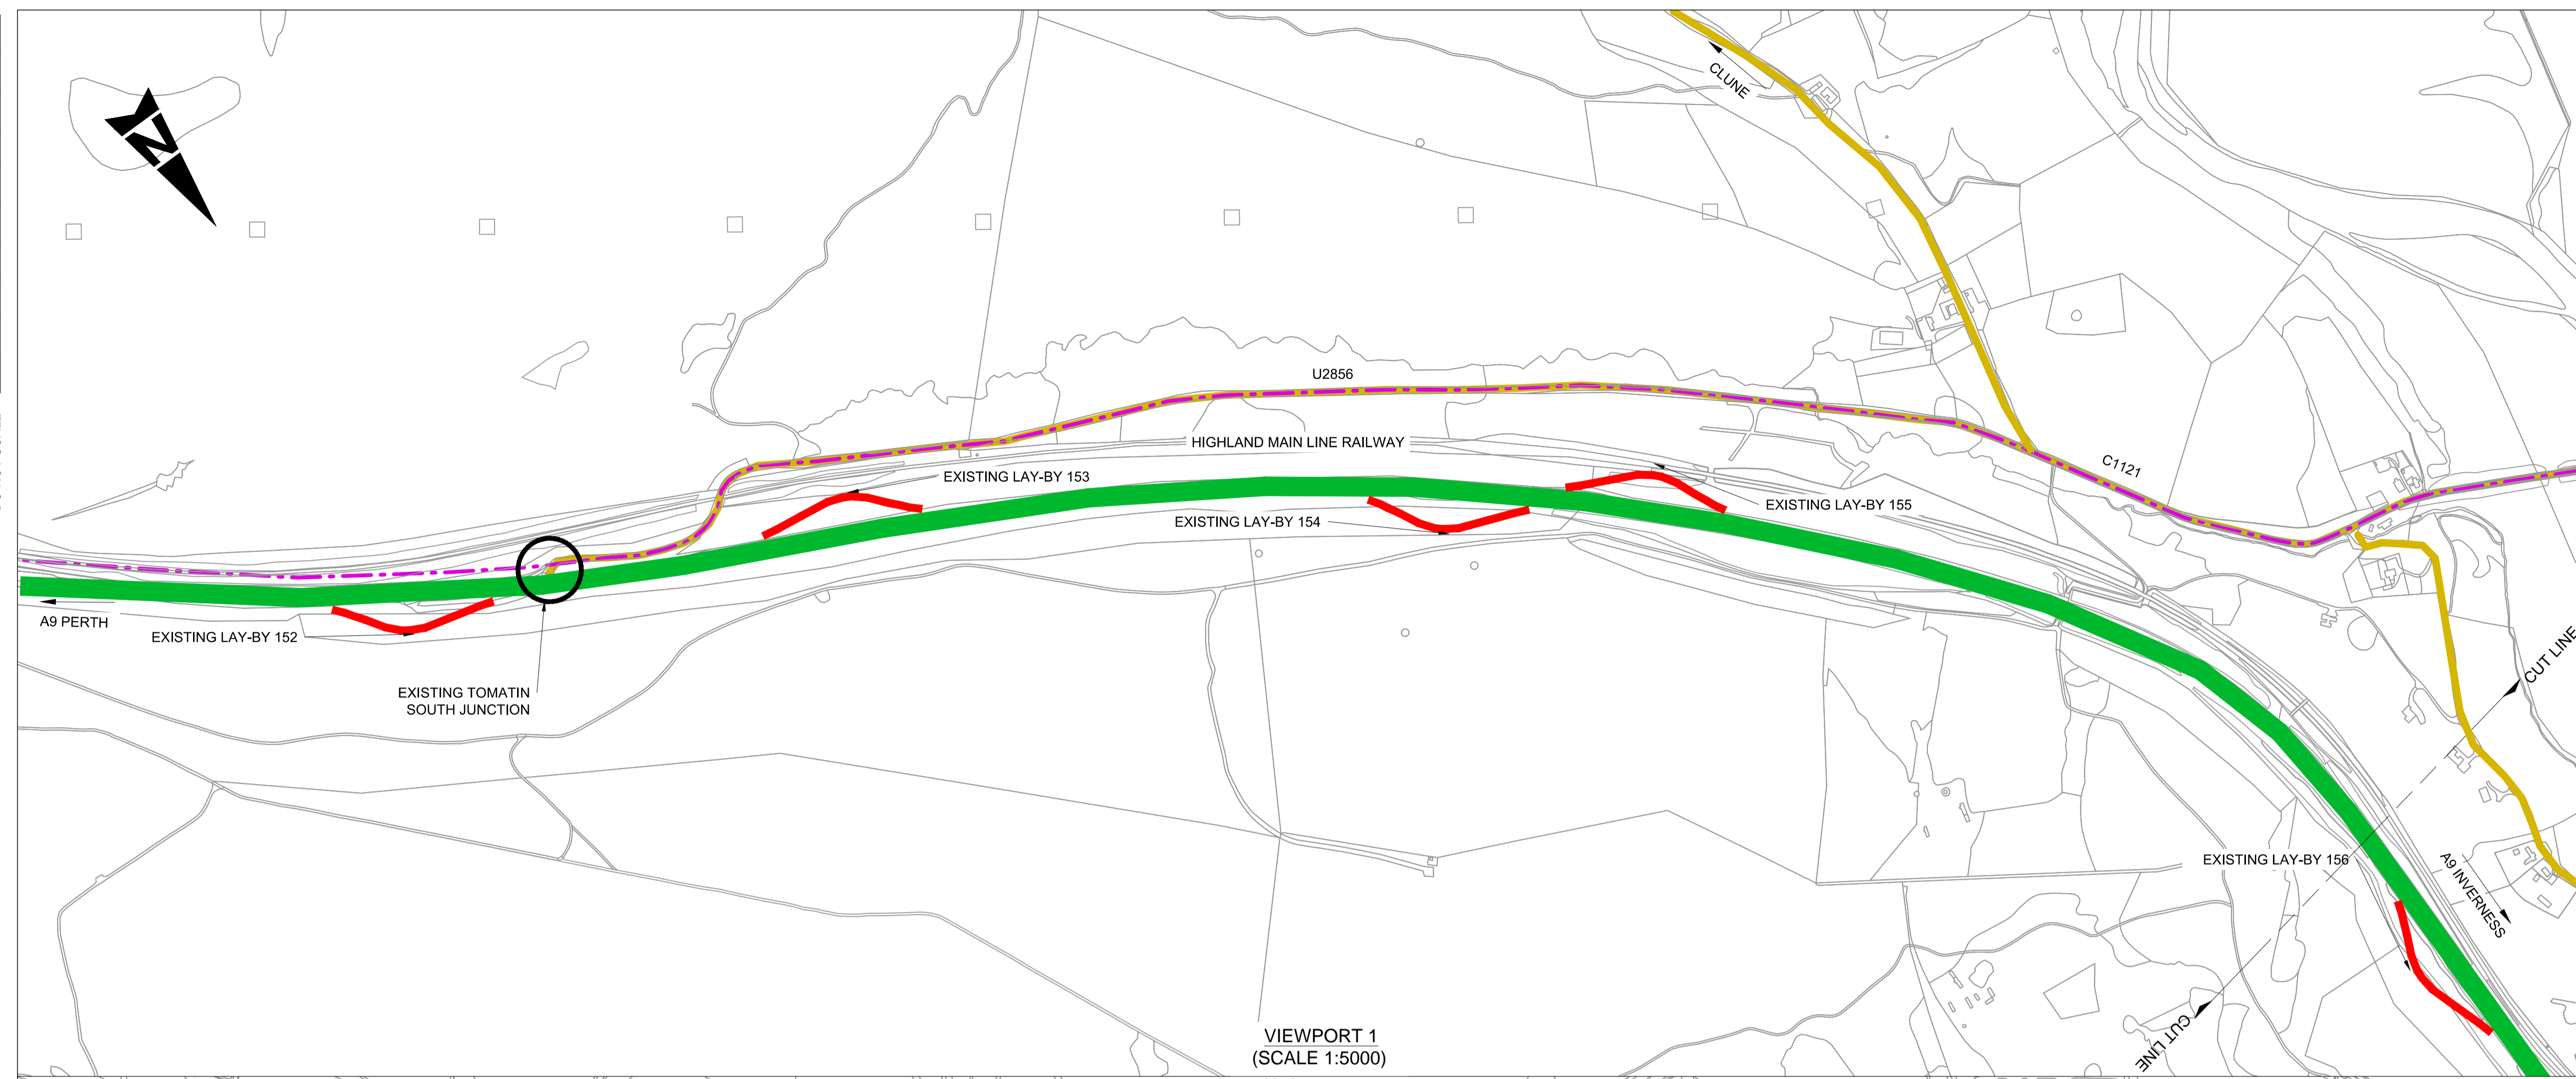 N
CLUNE
U2856
HIGHLAND MAIN LINE RAILWAY
C1121
EXISTING LAY-BY 153
EXISTING LAY-BY 155
EXISTING LAY-BY 154
A9 PERTH
EXISTING LAY-BY 152
CUT LINE
EXISTING TOMATIN
SOUTH JUNCTION
EXISTING LAY-BY 156
A9 INVERNESS
CUT LINE
VIEWPORT 1
(SCALE 1:5000)